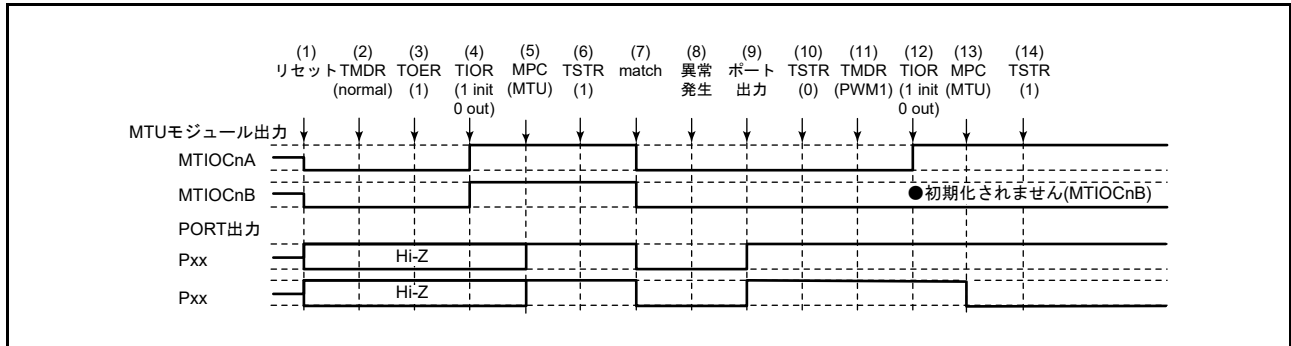 (1) (2) (3) (4) (5) (6) (7) (8) (9) (10) (11) (12) (13) (14)
リセット TMDR TOER TIOR MPC TSTR match 異常 ポート TSTR TMDR TIOR MPC TSTR
(normal) (1) (1 init (MTU) (1) 発生 出力 (0) (PWM1) (1 init (MTU) (1)
0 out) 0 out)
MTUモジュール出力
MTIOCnA
MTIOCnB ●初期化されません(MTIOCnB)
PORT出力
Pxx Hi-Z
Pxx Hi-Z